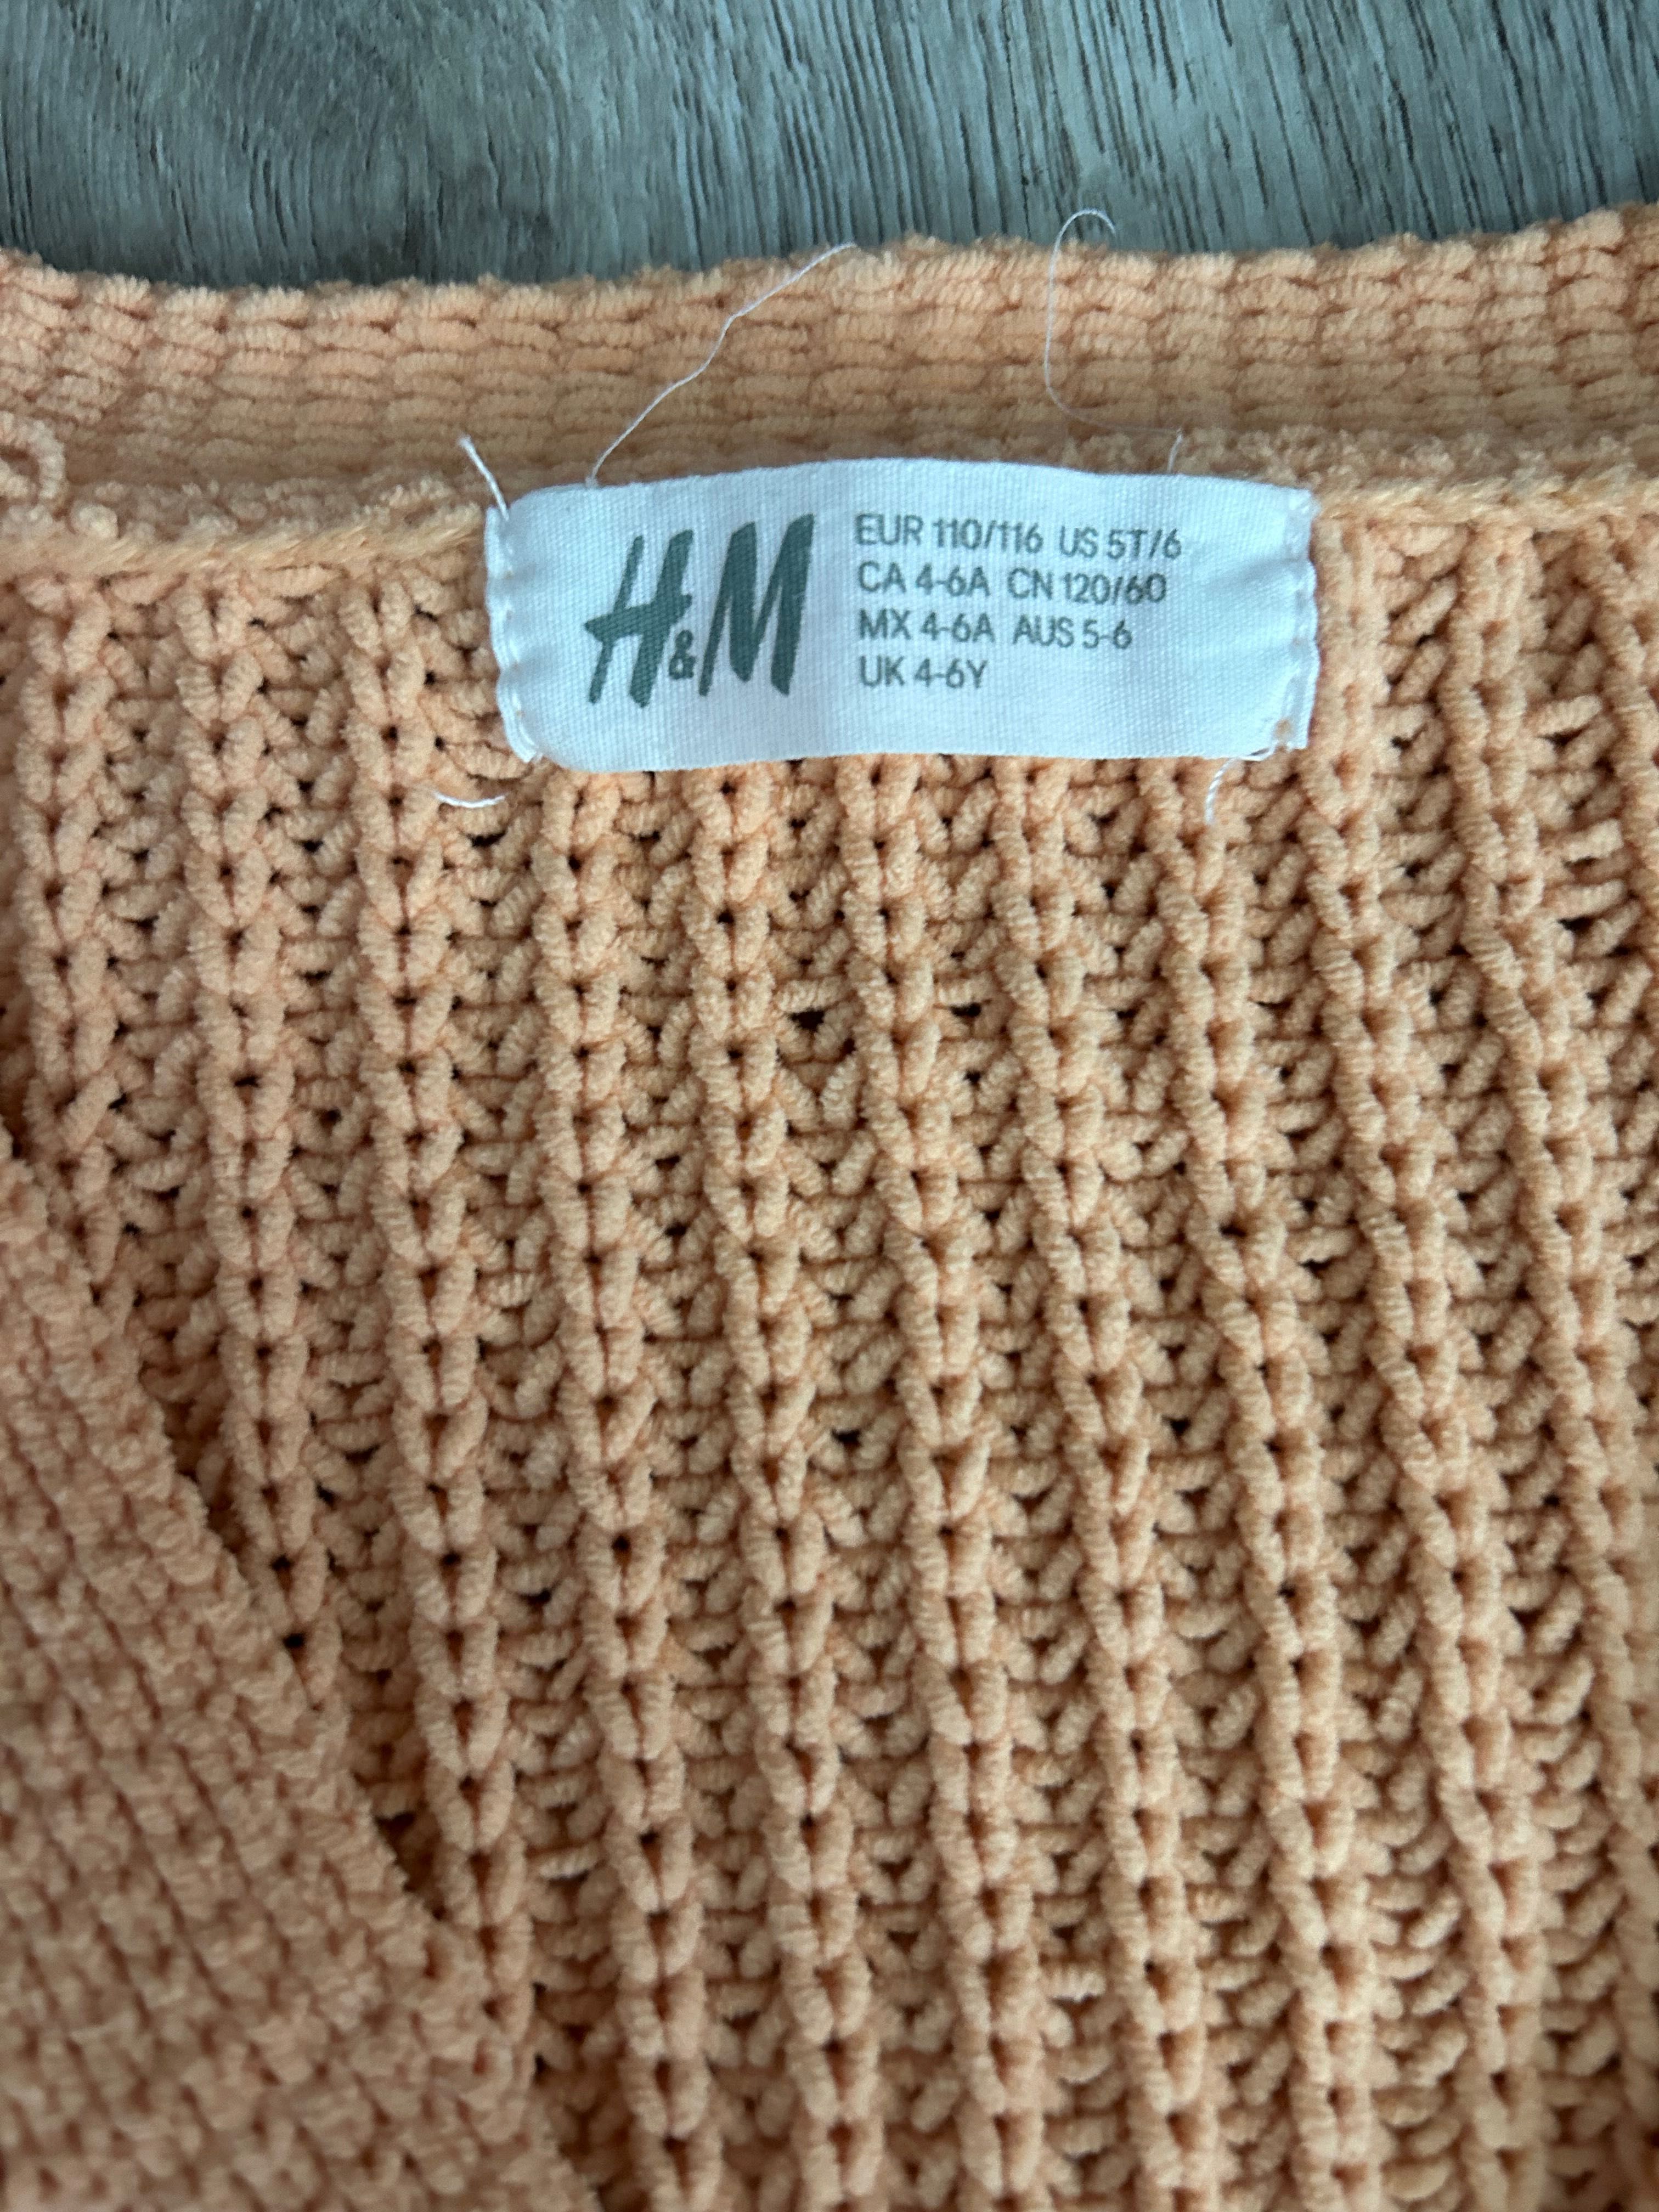 H&M
EUR 110/116 US 5T/6
CA 4-6A CN 120/60
MX 4-6A AUS 5-6
UK 4-6Y